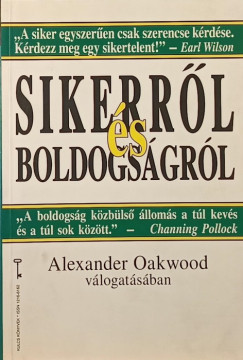 „A siker egyszerűen csak szerencse kérdése.
Kérdezz meg egy sikertelent!” – Earl Wilson
SIKERRŐL
és
BOLDOGSÁGRÓL
„A boldogság közbülső állomás a túl kevés
és a túl sok között.” – Channing Pollock
Alexander Oakwood
válogatásában